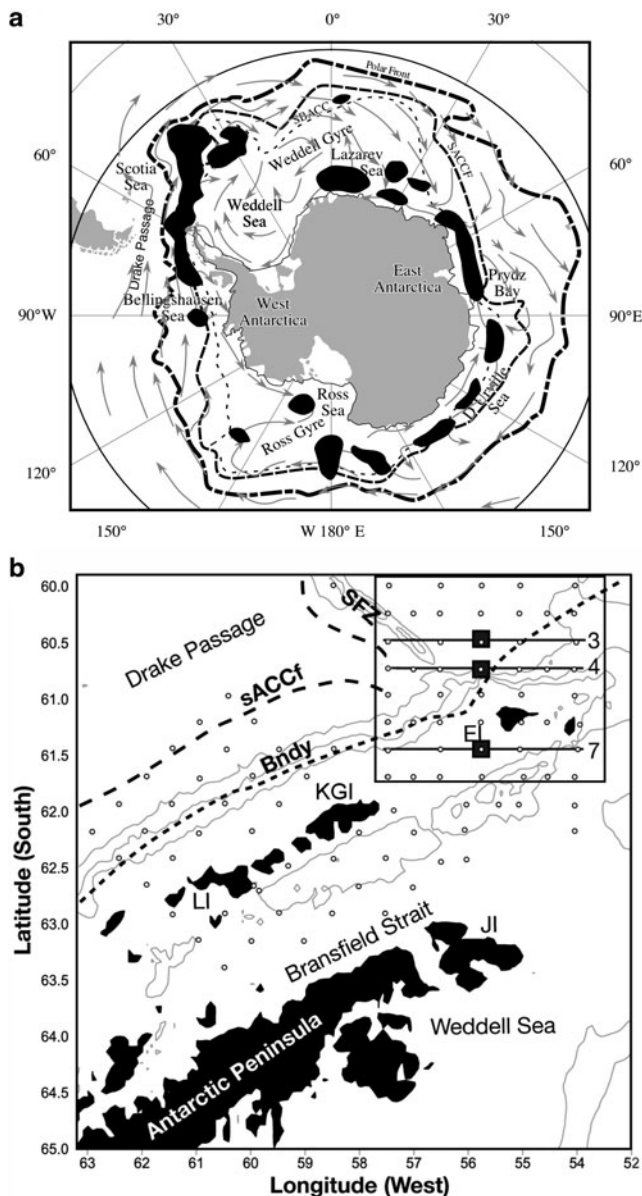 a
30°
0°
30°
Polar Front
sBACC
sACCF
Weddell Gyre
Lazarev
Sea
60°
60°
Scotia
Sea
Weddell
Sea
Drake Passage
East
Antarctica
Prydz
Bay
Bellingshausen
Sea
90°W
West
Antarctica
90°E
Ross
Sea
Ross Gyre
D'Urville
Sea
120°
120°
150°
W 180° E
150°
b
60.0
60.5
61.0
61.5
62.0
62.5
63.0
63.5
64.0
64.5
65.0
Latitude (South)
SFZ
Drake Passage
3
4
sACCf
Bndy
EI
7
KGI
LI
Bransfield Strait
JI
Antarctic Peninsula
Weddell Sea
63 62 61 60 59 58 57 56 55 54 53 52
Longitude (West)